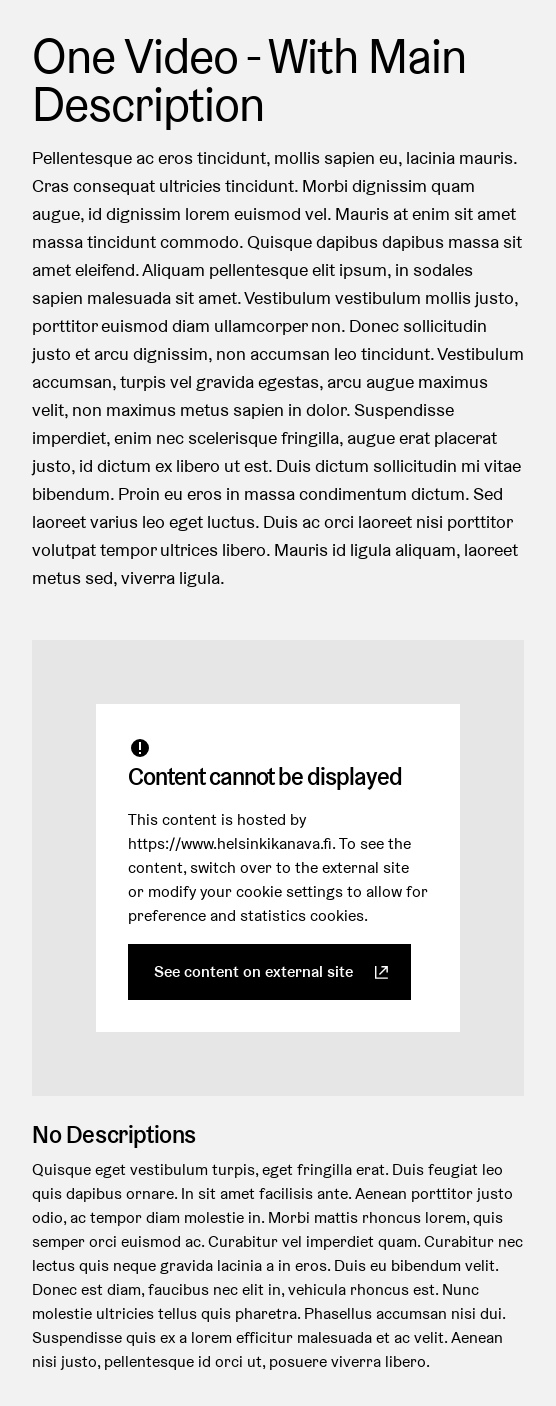 One Video - With Main
Description
Pellentesque ac eros tincidunt, mollis sapien eu, lacinia mauris.
Cras consequat ultricies tincidunt. Morbi dignissim quam
augue, id dignissim lorem euismod vel. Mauris at enim sit amet
massa tincidunt commodo. Quisque dapibus dapibus massa sit
amet eleifend. Aliquam pellentesque elit ipsum, in sodales
sapien malesuada sit amet. Vestibulum vestibulum mollis justo,
porttitor euismod diam ullamcorper non. Donec sollicitudin
justo et arcu dignissim, non accumsan leo tincidunt. Vestibulum
accumsan, turpis vel gravida egestas, arcu augue maximus
velit, non maximus metus sapien in dolor. Suspendisse
imperdiet, enim nec scelerisque fringilla, augue erat placerat
justo, id dictum ex libero ut est. Duis dictum sollicitudin mi vitae
bibendum. Proin eu eros in massa condimentum dictum. Sed
laoreet varius leo eget luctus. Duis ac orci laoreet nisi porttitor
volutpat tempor ultrices libero. Mauris id ligula aliquam, laoreet
metus sed, viverra ligula.
Content cannot be displayed
This content is hosted by
https://www.helsinkikanava.fi. To see the
content, switch over to the external site
or modify your cookie settings to allow for
preference and statistics cookies.
See content on external site
No Descriptions
Quisque eget vestibulum turpis, eget fringilla erat. Duis feugiat leo
quis dapibus ornare. In sit amet facilisis ante. Aenean porttitor justo
odio, ac tempor diam molestie in. Morbi mattis rhoncus lorem, quis
semper orci euismod ac. Curabitur vel imperdiet quam. Curabitur nec
lectus quis neque gravida lacinia a in eros. Duis eu bibendum velit.
Donec est diam, faucibus nec elit in, vehicula rhoncus est. Nunc
molestie ultricies tellus quis pharetra. Phasellus accumsan nisi dui.
Suspendisse quis ex a lorem efficitur malesuada et ac velit. Aenean
nisi justo, pellentesque id orci ut, posuere viverra libero.